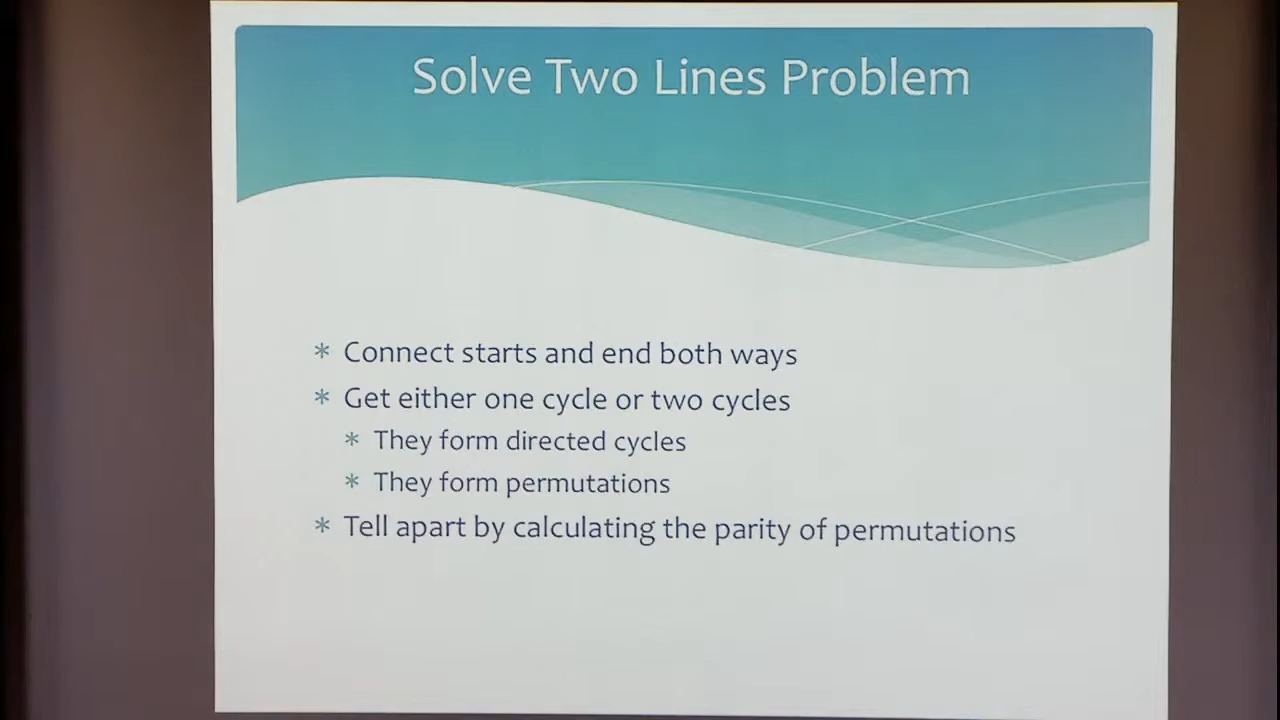 Solve Two Lines Problem
* Connect starts and end both ways
* Get either one cycle or two cycles
* They form directed cycles
* They form permutations
* Tell apart by calculating the parity of permutations